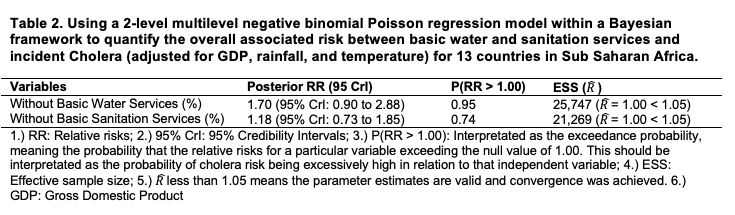 Table 2. Using a 2-level multilevel negative binomial Poisson regression model within a Bayesian
framework to quantify the overall associated risk between basic water and sanitation services and
incident Cholera (adjusted for GDP, rainfall, and temperature) for 13 countries in Sub Saharan Africa.
Variables Posterior RR (95 CrI) P(RR > 1.00) ESS (R̂ )
Without Basic Water Services (%) 1.70 (95% CrI: 0.90 to 2.88) 0.95 25,747 (R̂ = 1.00 < 1.05)
Without Basic Sanitation Services (%) 1.18 (95% CrI: 0.73 to 1.85) 0.74 21,269 (R̂ = 1.00 < 1.05)
1.) RR: Relative risks; 2.) 95% CrI: 95% Credibility Intervals; 3.) P(RR > 1.00): Interpreted as the exceedance probability,
meaning the probability that the relative risks for a particular variable exceeding the null value of 1.00. This should be
interpreted as the probability of cholera risk being excessively high in relation to that independent variable; 4.) ESS:
Effective sample size; 5.) R̂ less than 1.05 means the parameter estimates are valid and convergence was achieved. 6.)
GDP: Gross Domestic Product